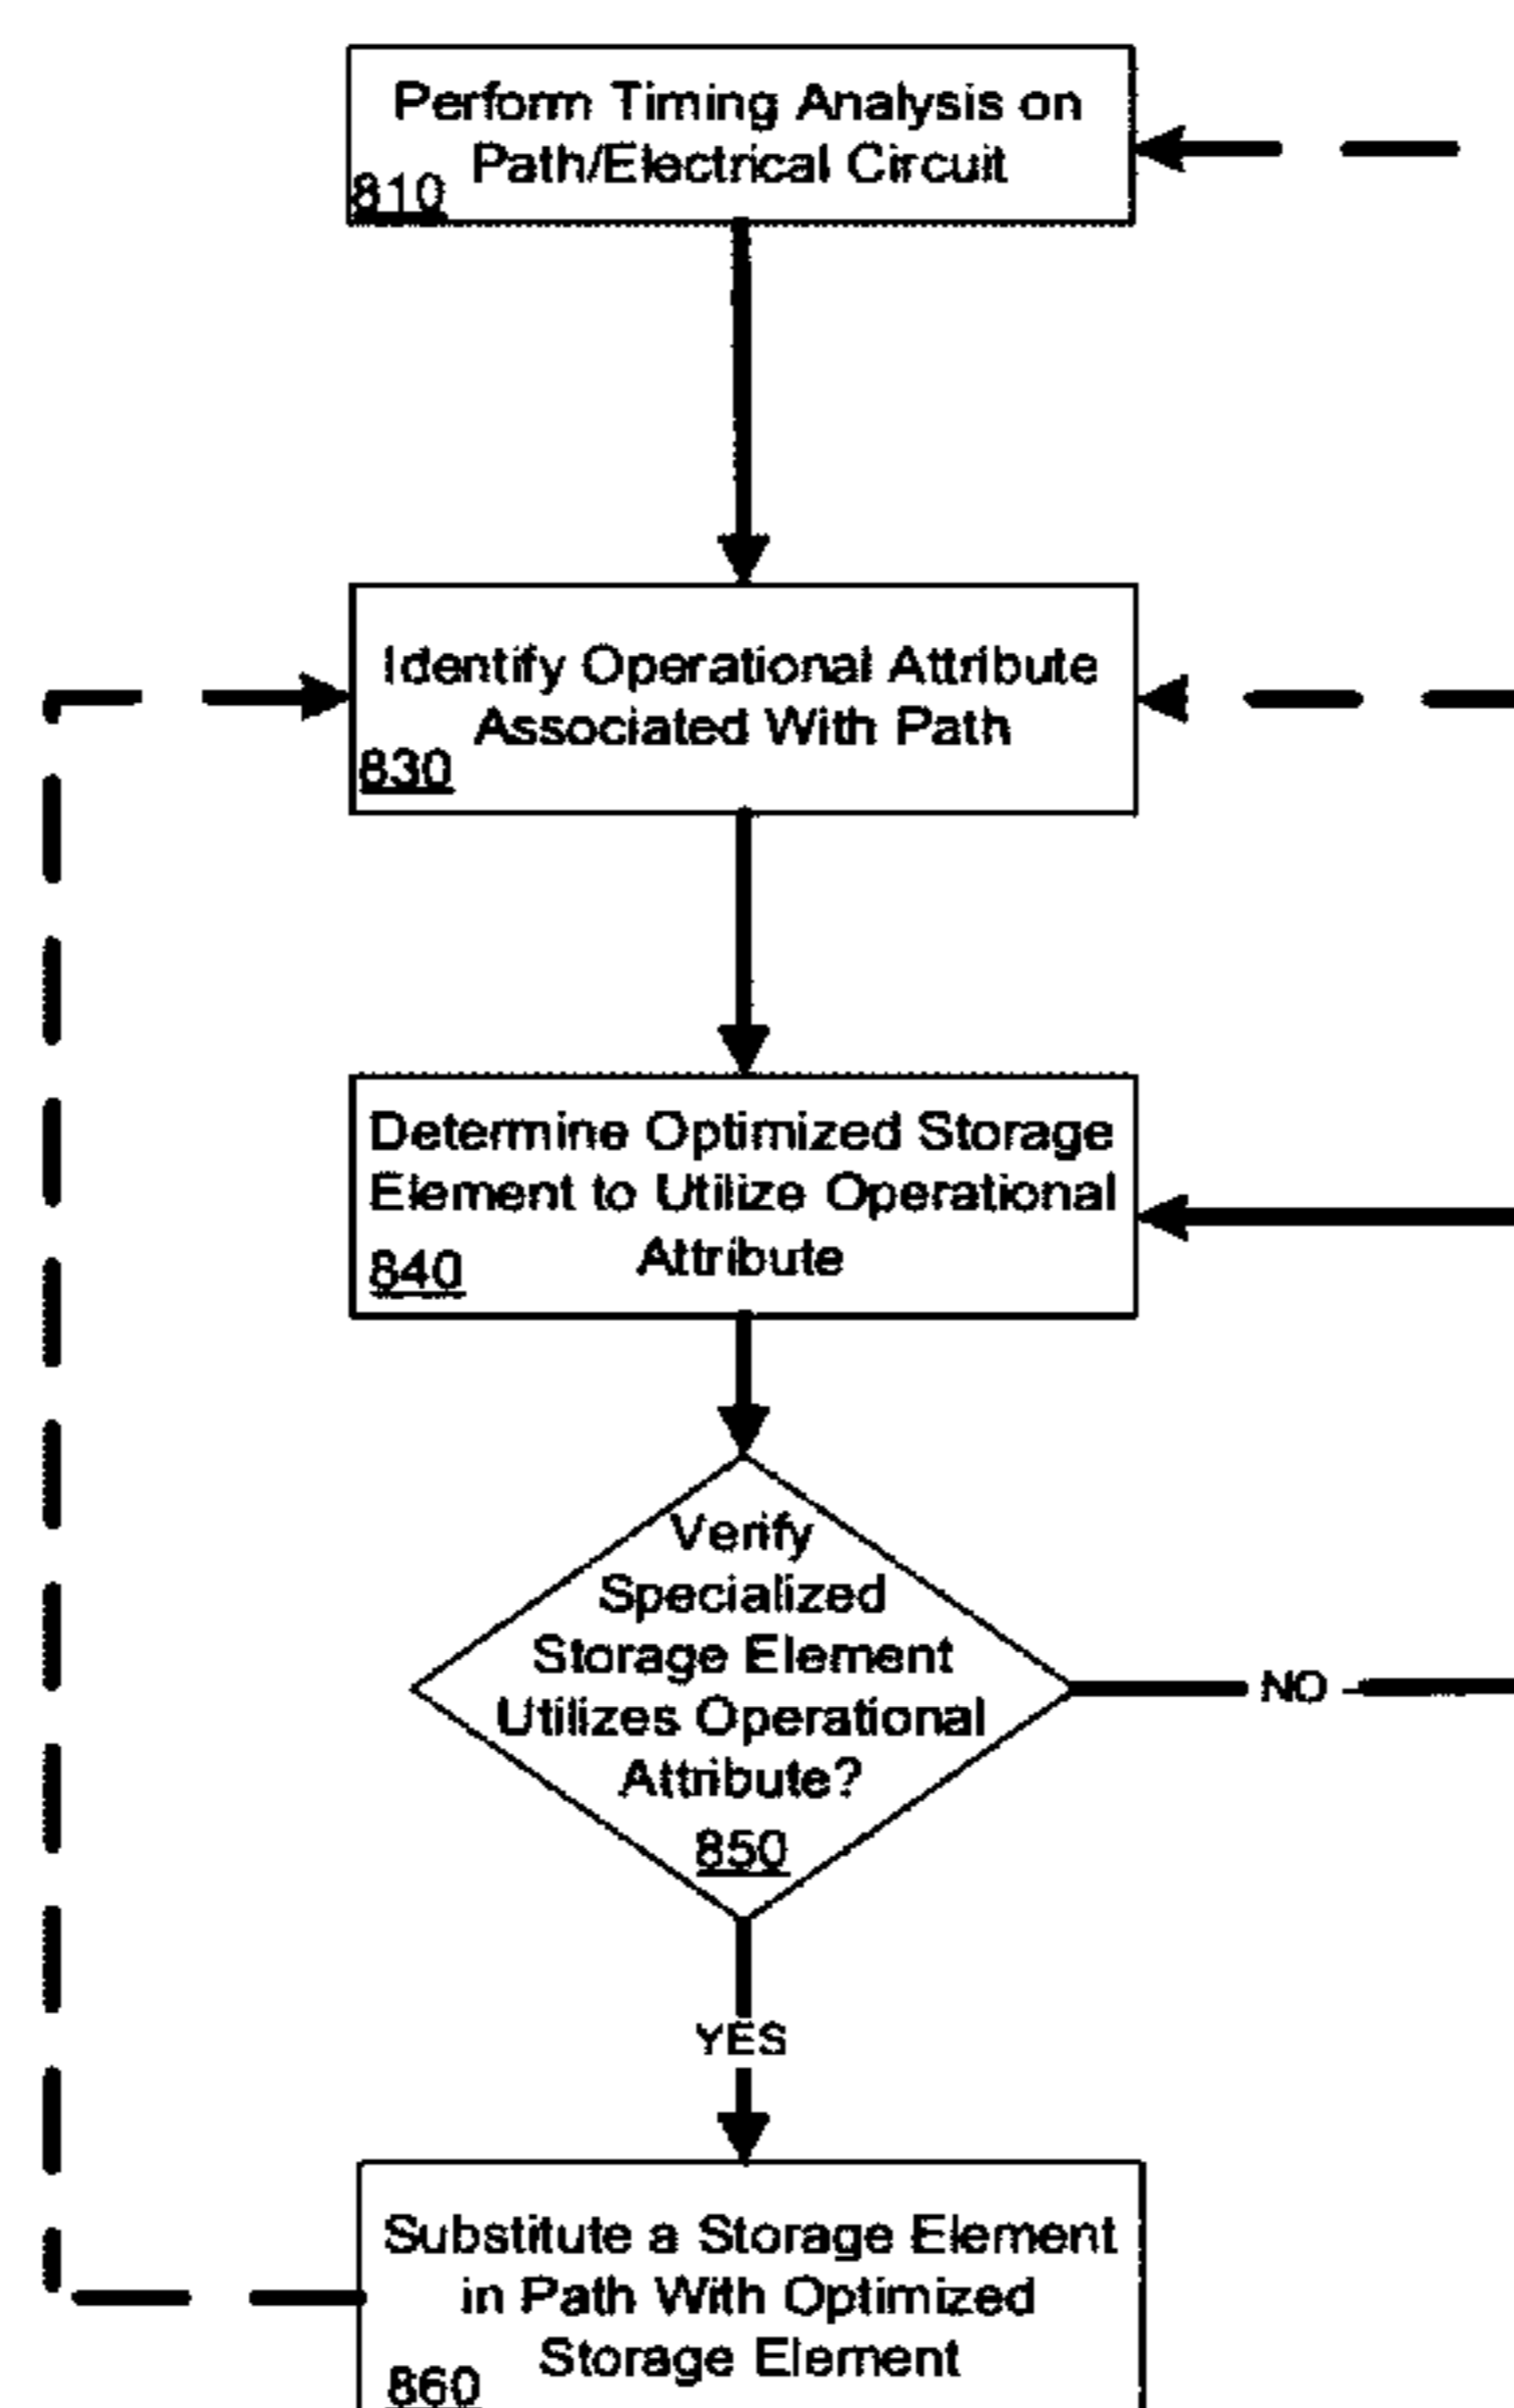 Perform Timing Analysis on
Path/Electrical Circuit
810
Identify Operational Attribute
Associated With Path
830
Determine Optimized Storage
Element to Utilize Operational
Attribute
840
Verify
Specialized
Storage Element
Utilizes Operational
Attribute?
850
NO
YES
Substitute a Storage Element
in Path With Optimized
Storage Element
860